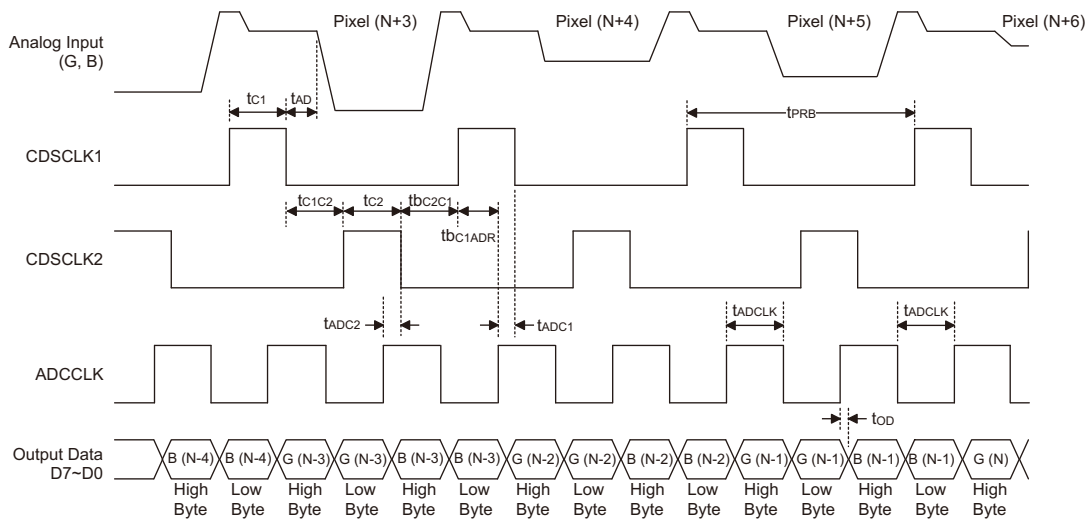 Pixel (N+3)
Pixel (N+4)
Pixel (N+5)
Pixel (N+6)
Analog Input
(G, B)
tC1
tAD
tPRB
CDSCLK1
tC1C2
tC2
tbC2C1
tbC1ADR
CDSCLK2
tADC2
tADC1
tADCLK
tADCLK
ADCCLK
tOD
Output Data
D7~D0
B (N-4)
B (N-4)
G (N-3)
G (N-3)
B (N-3)
B (N-3)
G (N-2)
G (N-2)
B (N-2)
B (N-2)
G (N-1)
G (N-1)
B (N-1)
B (N-1)
G (N)
High
Byte
Low
Byte
High
Byte
Low
Byte
High
Byte
Low
Byte
High
Byte
Low
Byte
High
Byte
Low
Byte
High
Byte
Low
Byte
High
Byte
Low
Byte
High
Byte